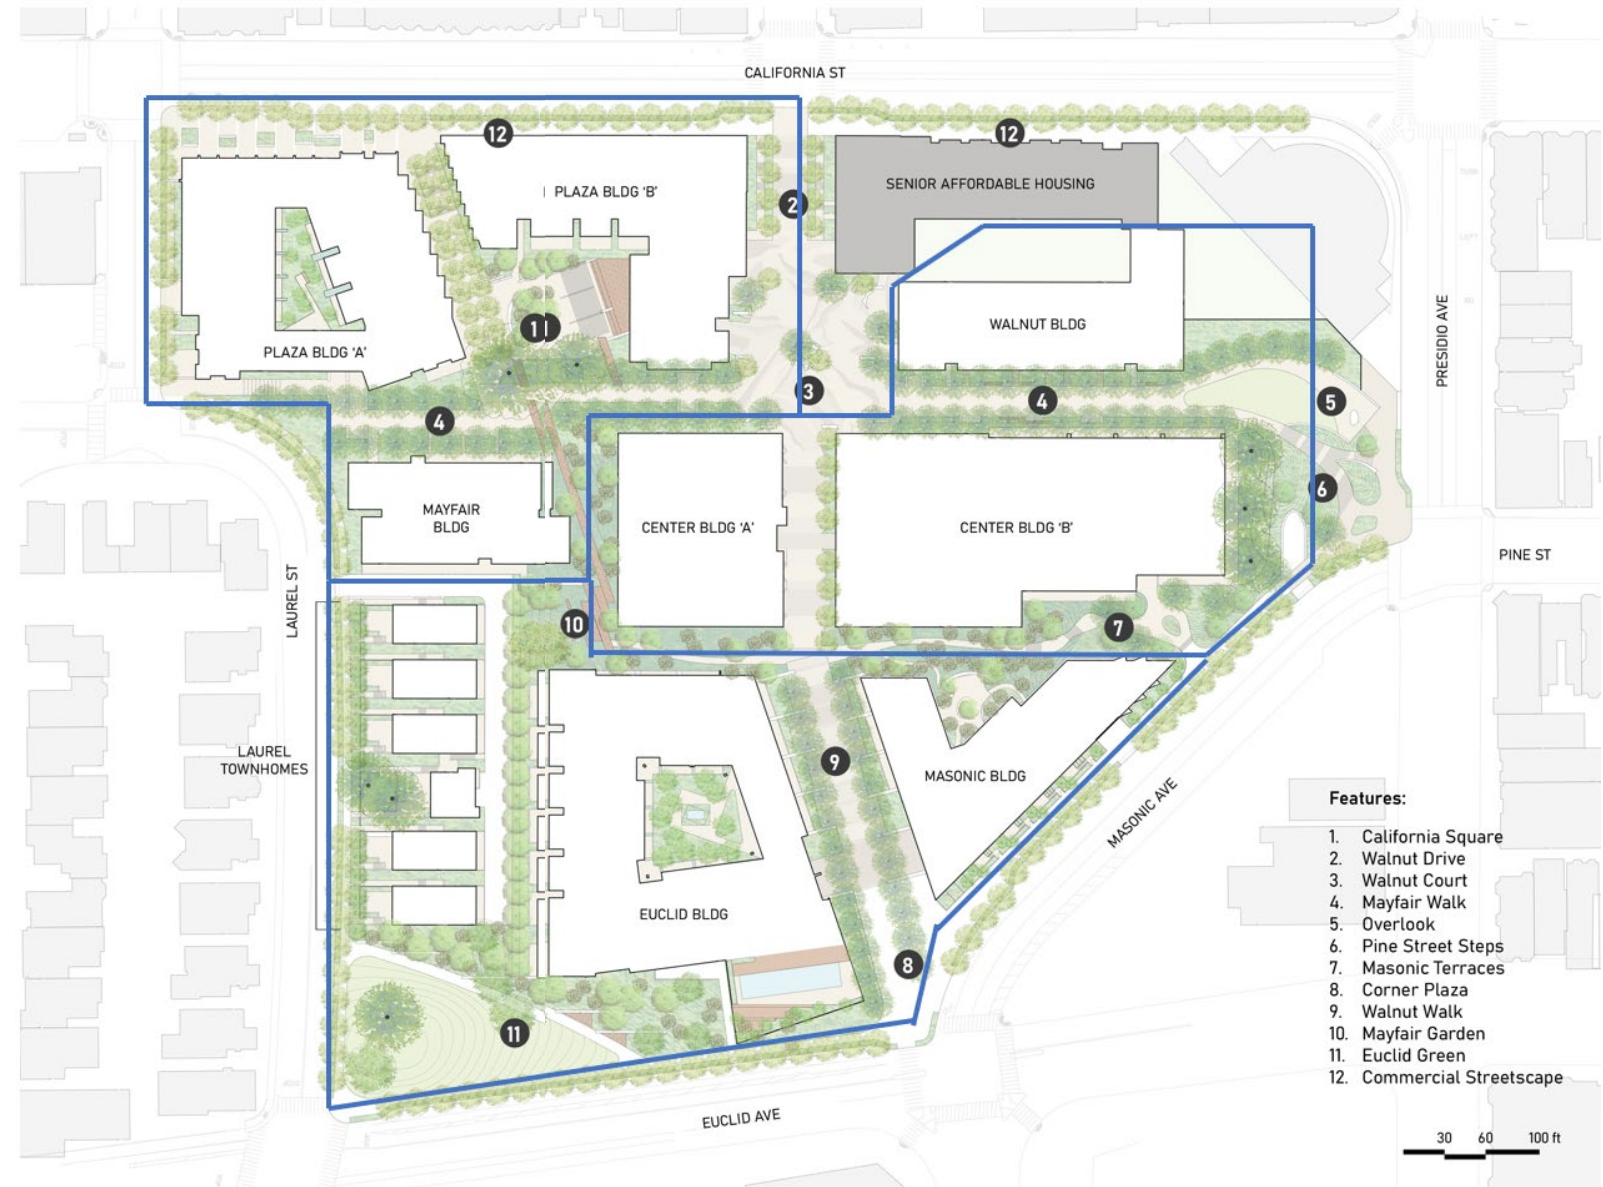 CALIFORNIA ST
12
12
SENIOR AFFORDABLE HOUSING
PLAZA BLDG 'B'
2
PRESIDIO AVE
1
WALNUT BLDG
PLAZA BLDG 'A'
3
4
5
4
6
MAYFAIR
BLDG
CENTER BLDG 'A'
CENTER BLDG 'B'
PINE ST
LAUREL ST
10
7
LAUREL
TOWNHOMES
9
MASONIC BLDG
MASONIC AVE
EUCLID BLDG
8
11
EUCLID AVE
Features:
1. California Square
2. Walnut Drive
3. Walnut Court
4. Mayfair Walk
5. Overlook
6. Pine Street Steps
7. Masonic Terraces
8. Corner Plaza
9. Walnut Walk
10. Mayfair Garden
11. Euclid Green
12. Commercial Streetscape
30 60 100 ft